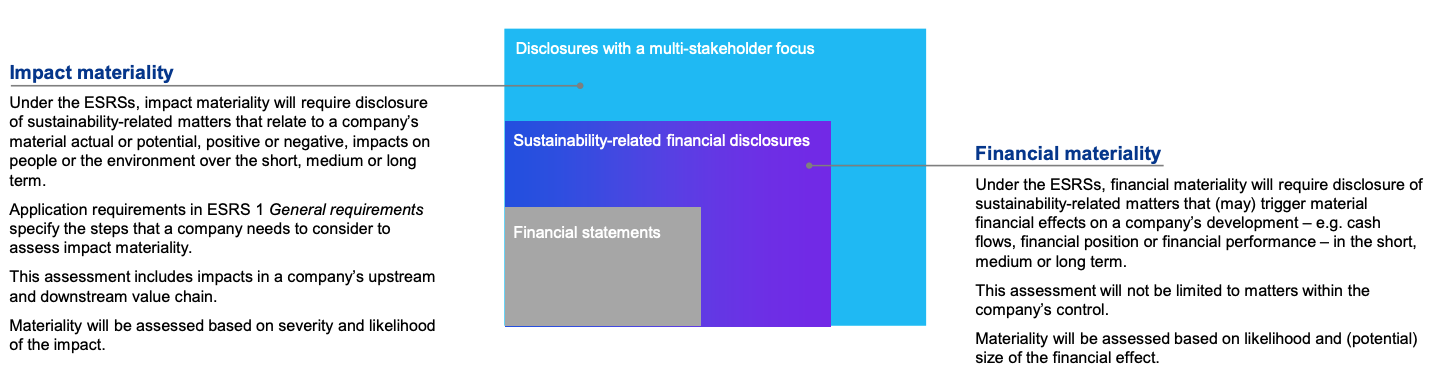 Impact materiality
Under the ESRSs, impact materiality will require disclosure
of sustainability-related matters that relate to a company’s
material actual or potential, positive or negative, impacts on
people or the environment over the short, medium or long
term.
Application requirements in ESRS 1 General requirements
specify the steps that a company needs to consider to
assess impact materiality.
This assessment includes impacts in a company’s upstream
and downstream value chain.
Materiality will be assessed based on severity and likelihood
of the impact.
Disclosures with a multi-stakeholder focus
Sustainability-related financial disclosures
Financial statements
Financial materiality
Under the ESRSs, financial materiality will require disclosure of
sustainability-related matters that (may) trigger material
financial effects on a company’s development – e.g. cash
flows, financial position or financial performance – in the short,
medium or long term.
This assessment will not be limited to matters within the
company’s control.
Materiality will be assessed based on likelihood and (potential)
size of the financial effect.